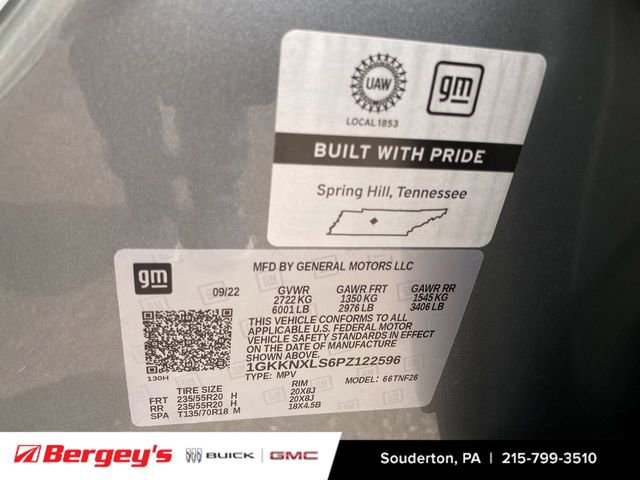 UAW
gm
LOCAL 1853
BUILT WITH PRIDE
Spring Hill, Tennessee
gm
MFD BY GENERAL MOTORS LLC
09/22 GVWR GAWR FRT GAWR RR
2722 KG 1350 KG 1545 KG
6001 LB 2976 LB 3406 LB
THIS VEHICLE CONFORMS TO ALL
APPLICABLE U.S. FEDERAL MOTOR
VEHICLE SAFETY STANDARDS IN EFFECT
ON THE DATE OF MANUFACTURE
SHOWN ABOVE.
1GKKNXLS6PZ122596
130H
TYPE: MPV MODEL: 66TNF26
TIRE SIZE RIM
FRT 235/55R20 H 20X8J
RR 235/55R20 H 20X8J
SPA T135/70R18 M 18X4.5B
Bergey's BUICK GMC Souderton, PA | 215-799-3510